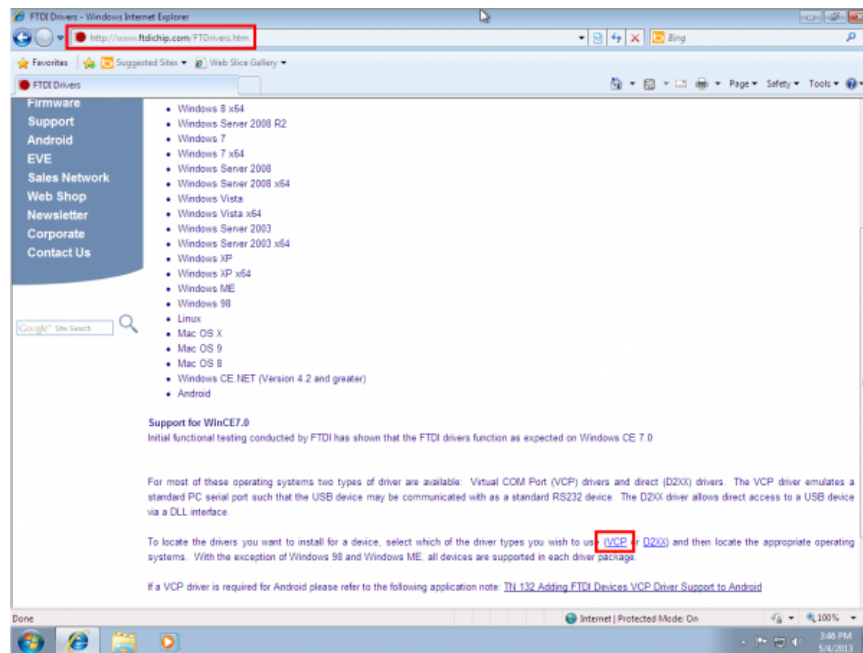 FTDI Drivers - Windows Internet Explorer
http://www.ftdichip.com/FTDrivers.htm
Bing
Favorites Suggested Sites Web Slice Gallery
FTDI Drivers
Page Safety Tools
Firmware
Support
Android
EVE
Sales Network
Web Shop
Newsletter
Corporate
Contact Us
Google Site Search
• Windows 8 x64
• Windows Server 2008 R2
• Windows 7
• Windows 7 x64
• Windows Server 2008
• Windows Server 2008 x64
• Windows Vista
• Windows Vista x64
• Windows Server 2003
• Windows Server 2003 x64
• Windows XP
• Windows XP x64
• Windows ME
• Windows 98
• Linux
• Mac OS X
• Mac OS 9
• Mac OS 8
• Windows CE.NET (Version 4.2 and greater)
• Android
Support for WinCE7.0
Initial functional testing conducted by FTDI has shown that the FTDI drivers function as expected on Windows CE 7.0
For most of these operating systems two types of driver are available: Virtual COM Port (VCP) drivers and direct (D2XX) drivers. The VCP driver emulates a
standard PC serial port such that the USB device may be communicated with as a standard RS232 device. The D2XX driver allows direct access to a USB device
via a DLL interface.
To locate the drivers you want to install for a device, select which of the driver types you wish to us (VCP r D2XX) and then locate the appropriate operating
systems. With the exception of Windows 98 and Windows ME, all devices are supported in each driver package.
If a VCP driver is required for Android please refer to the following application note: TN_132 Adding FTDI Devices VCP Driver Support to Android
Done
Internet | Protected Mode: On
100%
3:46 PM
5/4/2013